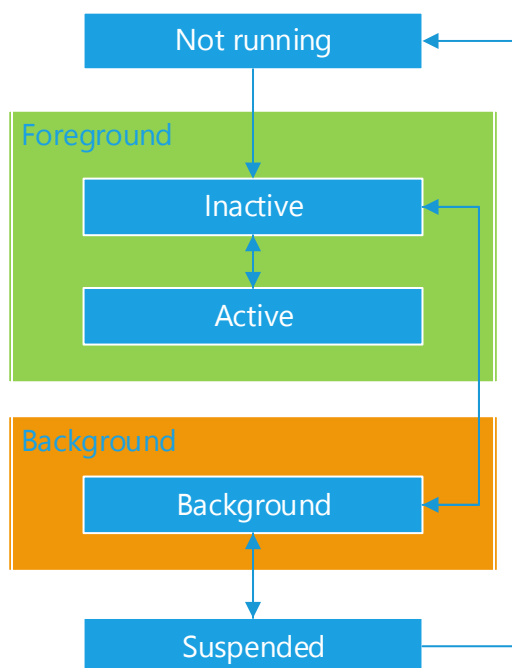 Not running
Foreground
Inactive
Active
Background
Background
Suspended